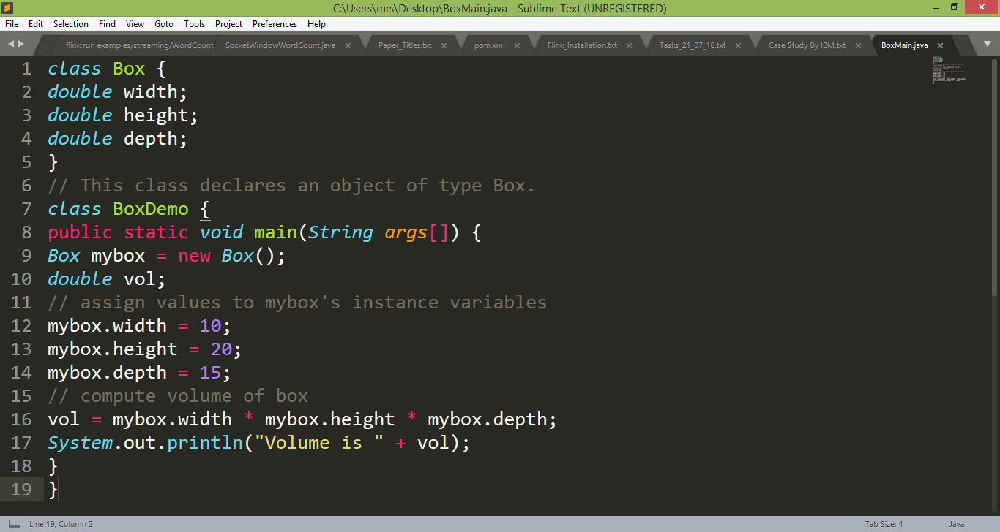 C:\Users\mrs\Desktop\BoxMain.java - Sublime Text (UNREGISTERED)
File Edit Selection Find View Goto Tools Project Preferences Help
flink run examples/streaming/WordCount SocketWindowWordCount.java Paper_Titles.txt pom.xml Flink_Installation.txt Tasks_21_07_18.txt Case Study By IBM.txt BoxMain.java
1 class Box {
2 double width;
3 double height;
4 double depth;
5 }
6 // This class declares an object of type Box.
7 class BoxDemo {
8 public static void main(String args[]) {
9 Box mybox = new Box();
10 double vol;
11 // assign values to mybox's instance variables
12 mybox.width = 10;
13 mybox.height = 20;
14 mybox.depth = 15;
15 // compute volume of box
16 vol = mybox.width * mybox.height * mybox.depth;
17 System.out.println("Volume is " + vol);
18 }
19 }
Line 19, Column 2 Tab Size: 4 Java